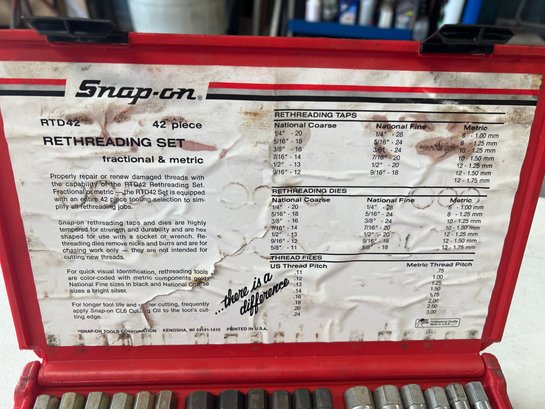 Snap-on®
RTD42 42 piece
RETHREADING SET
fractional & metric
Properly repair or renew damaged threads with
the capability of the RTD42 Rethreading Set.
Fractional or metric — the RTD42 Set is equipped
with an entire 42 piece tooling selection to sim-
plify all rethreading jobs.
Snap-on rethreading taps and dies are highly
tempered for strength and durability and are hex
shaped for use with a socket or wrench. Re-
threading dies remove nicks and burrs and are for
chasing work only — they are not intended for
cutting new threads.
For quick visual identification, rethreading tools
are color-coded with metric components gold,
National Fine sizes in black and National Coarse
sizes a bright silver.
For longer tool life and easier cutting, frequently
apply Snap-on CL8 Cutting Oil to the tool's cut-
ting edge.
*SNAP-ON TOOLS CORPORATION KENOSHA, WI 53141-1410 PRINTED IN U.S.A.
...there is a
difference
RETHREADING TAPS
National Coarse National Fine Metric
1/4" - 20 1/4" - 28 6 - 1.00 mm
5/16" - 18 5/16" - 24 8 - 1.25 mm
3/8" - 16 3/8" - 24 10 - 1.25 mm
7/16" - 14 7/16" - 20 10 - 1.50 mm
1/2" - 13 1/2" - 20 12 - 1.50 mm
9/16" - 12 9/16" - 18 12 - 1.75 mm
RETHREADING DIES
National Coarse National Fine Metric
1/4" - 20 1/4" - 28 6 - 1.00 mm
5/16" - 18 5/16" - 24 8 - 1.25 mm
3/8" - 16 3/8" - 24 10 - 1.25 mm
7/16" - 14 7/16" - 20 10 - 1.50 mm
1/2" - 13 1/2" - 20 12 - 1.50 mm
9/16" - 12 9/16" - 18 12 - 1.75 mm
5/8" - 11 5/8" - 18
THREAD FILES
US Thread Pitch Metric Thread Pitch
11 .75
12 1.00
13 1.25
14 1.50
16 1.75
18 2.00
20 2.50
24 3.00